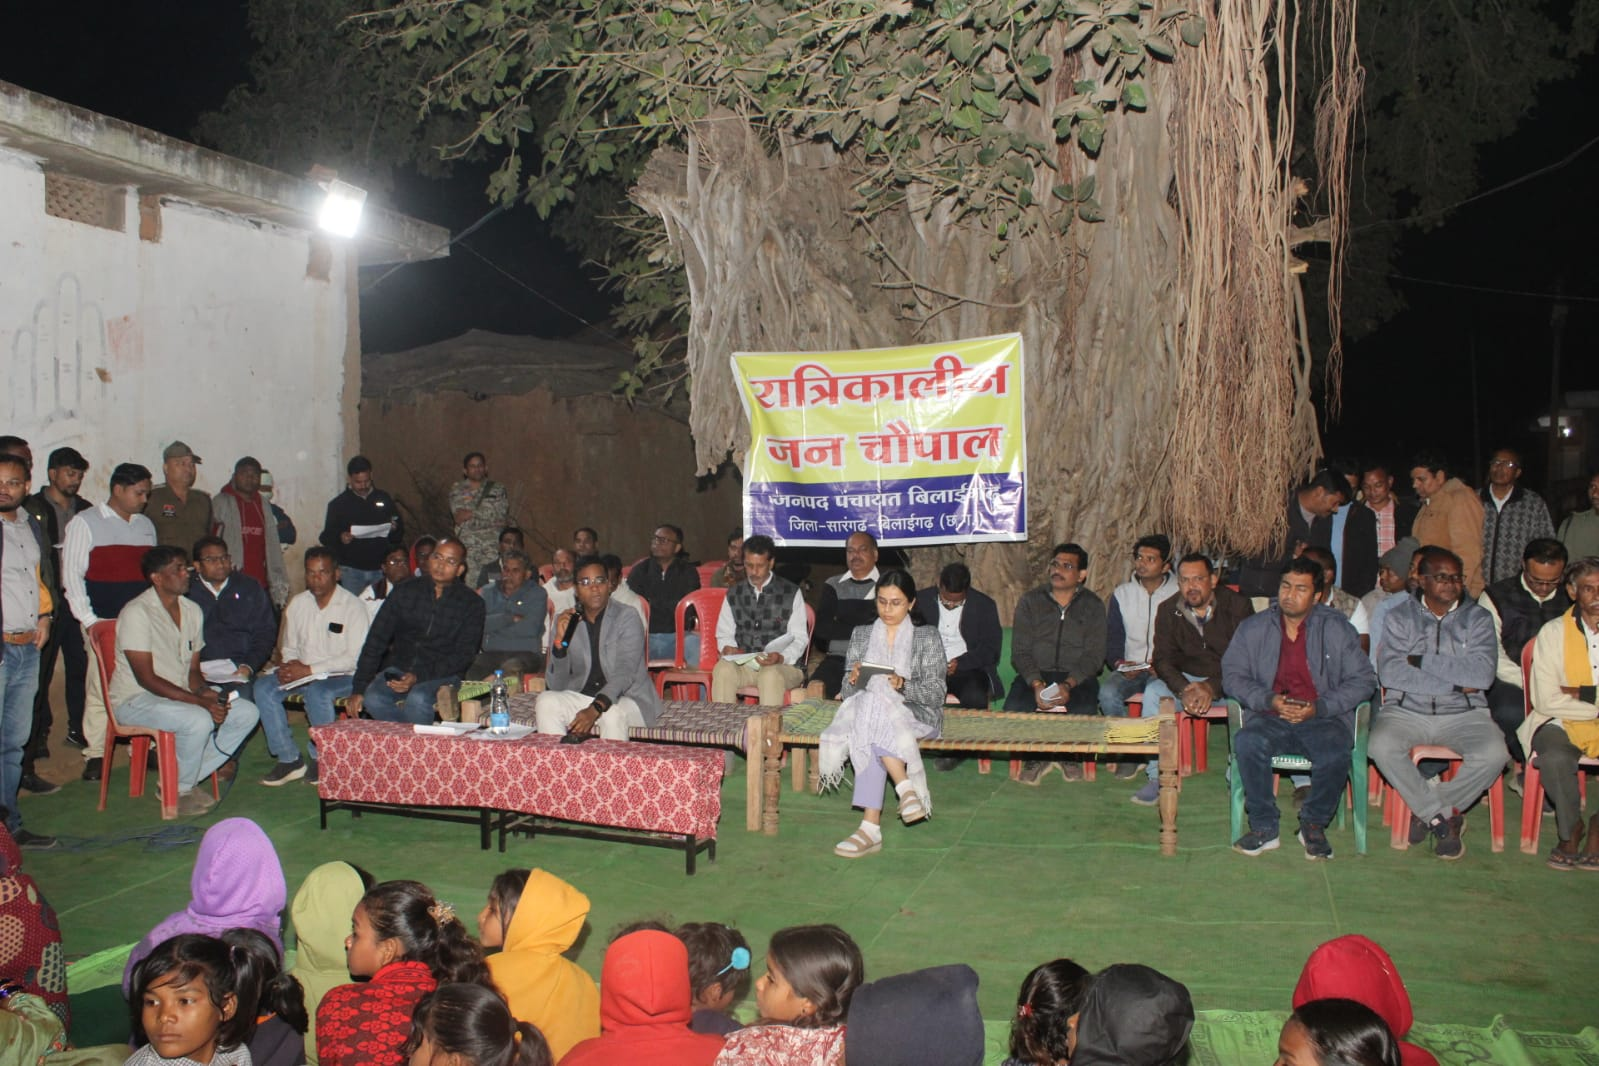 रात्रिकालीन
जन चौपाल
जनपद पंचायत बिलाईगढ़
जिला-सारंगढ-बिलाईगढ़ (छ.ग.)